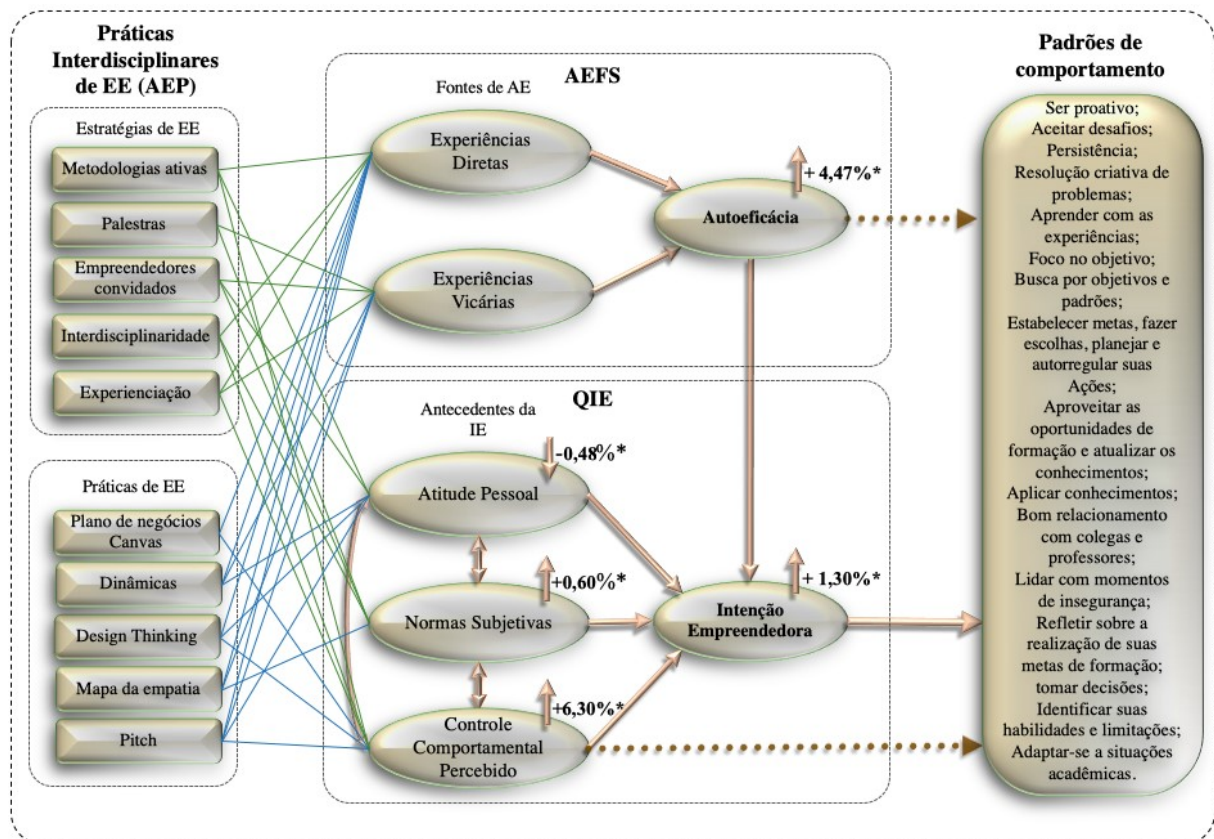 Práticas
Interdisciplinares
de EE (AEP)
Estratégias de EE
Metodologias ativas
Palestras
Empreendedores
convidados
Interdisciplinaridade
Experienciação
Práticas de EE
Plano de negócios
Canvas
Dinâmicas
Design Thinking
Mapa da empatia
Pitch
AEFS
Fontes de AE
Experiências
Diretas
Experiências
Vicárias
+ 4,47%*
Autoeficácia
QIE
Antecedentes da
IE
-0,48%*
Atitude Pessoal
+0,60%*
Normas Subjetivas
+6,30%*
Controle
Comportamental
Percebido
+ 1,30%*
Intenção
Empreendedora
Padrões de
comportamento
Ser proativo;
Aceitar desafios;
Persistência;
Resolução criativa de
problemas;
Aprender com as
experiências;
Foco no objetivo;
Busca por objetivos e
padrões;
Estabelecer metas, fazer
escolhas, planejar e
autorregular suas
Ações;
Aproveitar as
oportunidades de
formação e atualizar os
conhecimentos;
Aplicar conhecimentos;
Bom relacionamento
com colegas e
professores;
Lidar com momentos
de insegurança;
Refletir sobre a
realização de suas
metas de formação;
tomar decisões;
Identificar suas
habilidades e limitações;
Adaptar-se a situações
acadêmicas.